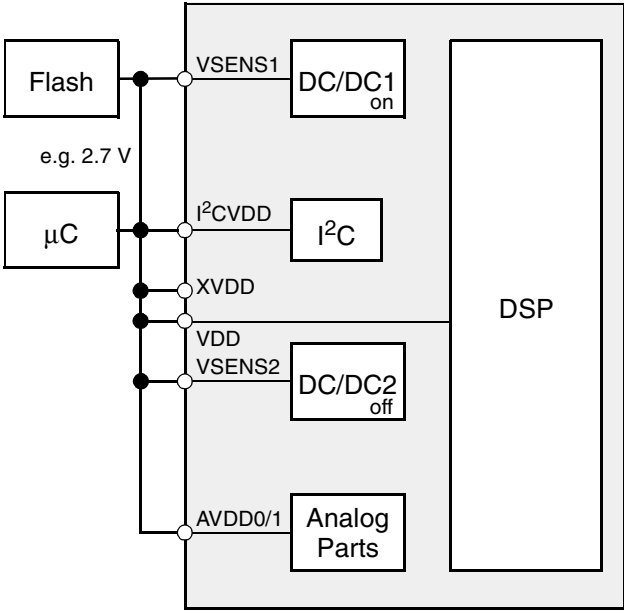 VSENS1
Flash
DC/DC1
on
e.g. 2.7 V
I²CVDD
µC
I²C
XVDD
DSP
VDD
VSENS2
DC/DC2
off
AVDD0/1
Analog
Parts